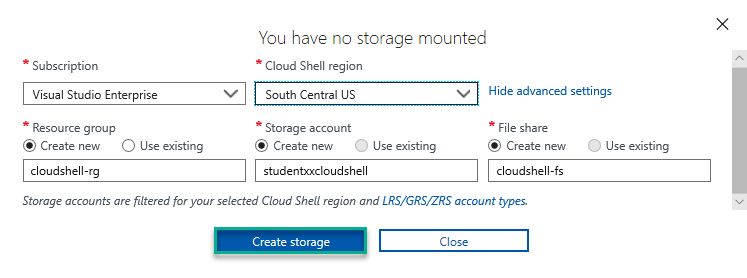 You have no storage mounted
* Subscription
* Cloud Shell region
Visual Studio Enterprise
South Central US
Hide advanced settings
* Resource group
* Storage account
* File share
Create new
Use existing
Create new
Use existing
Create new
Use existing
cloudshell-rg
studentxxcloudshell
cloudshell-fs
Storage accounts are filtered for your selected Cloud Shell region and LRS/GRS/ZRS account types.
Create storage
Close